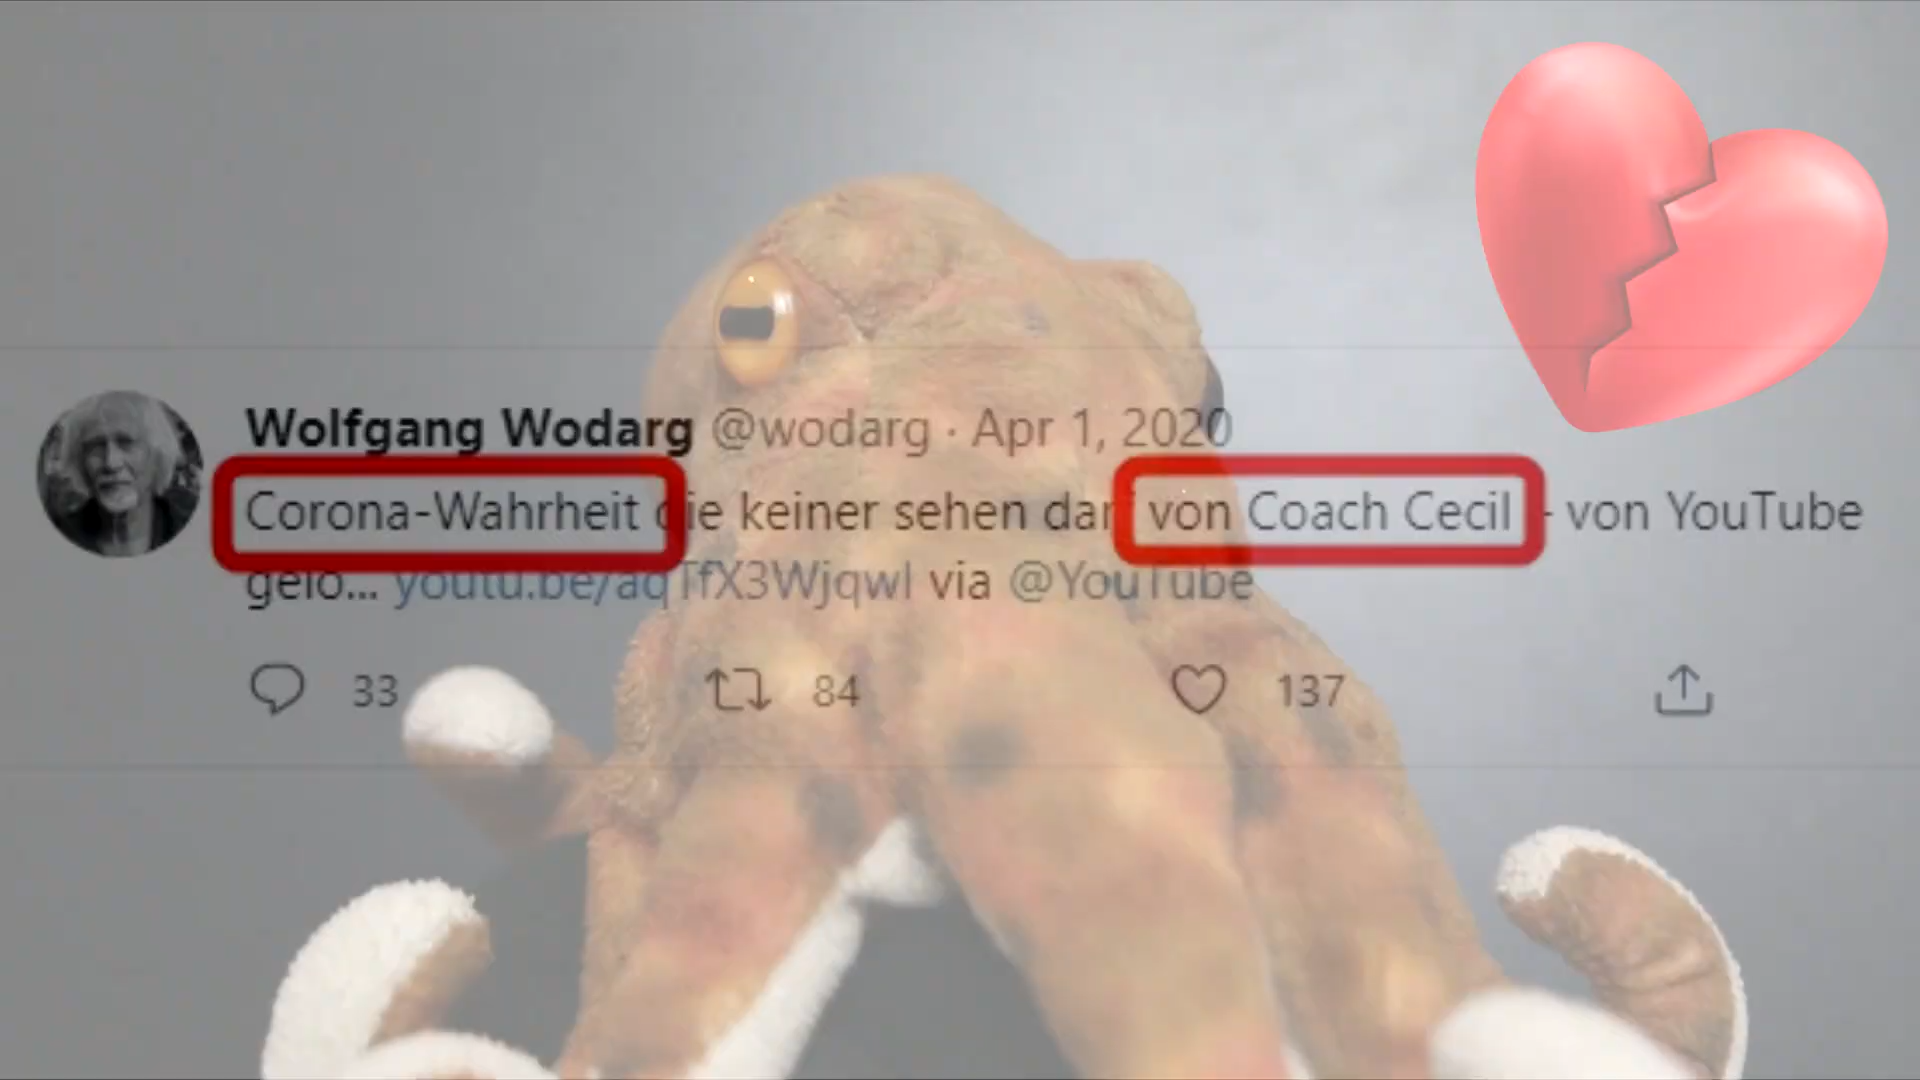 Wolfgang Wodarg @wodarg · Apr 1, 2020
Corona-Wahrheit die keiner sehen darf von Coach Cecil - von YouTube
gelö... youtu.be/aqTfX3WjqwI via @YouTube
33 84 137